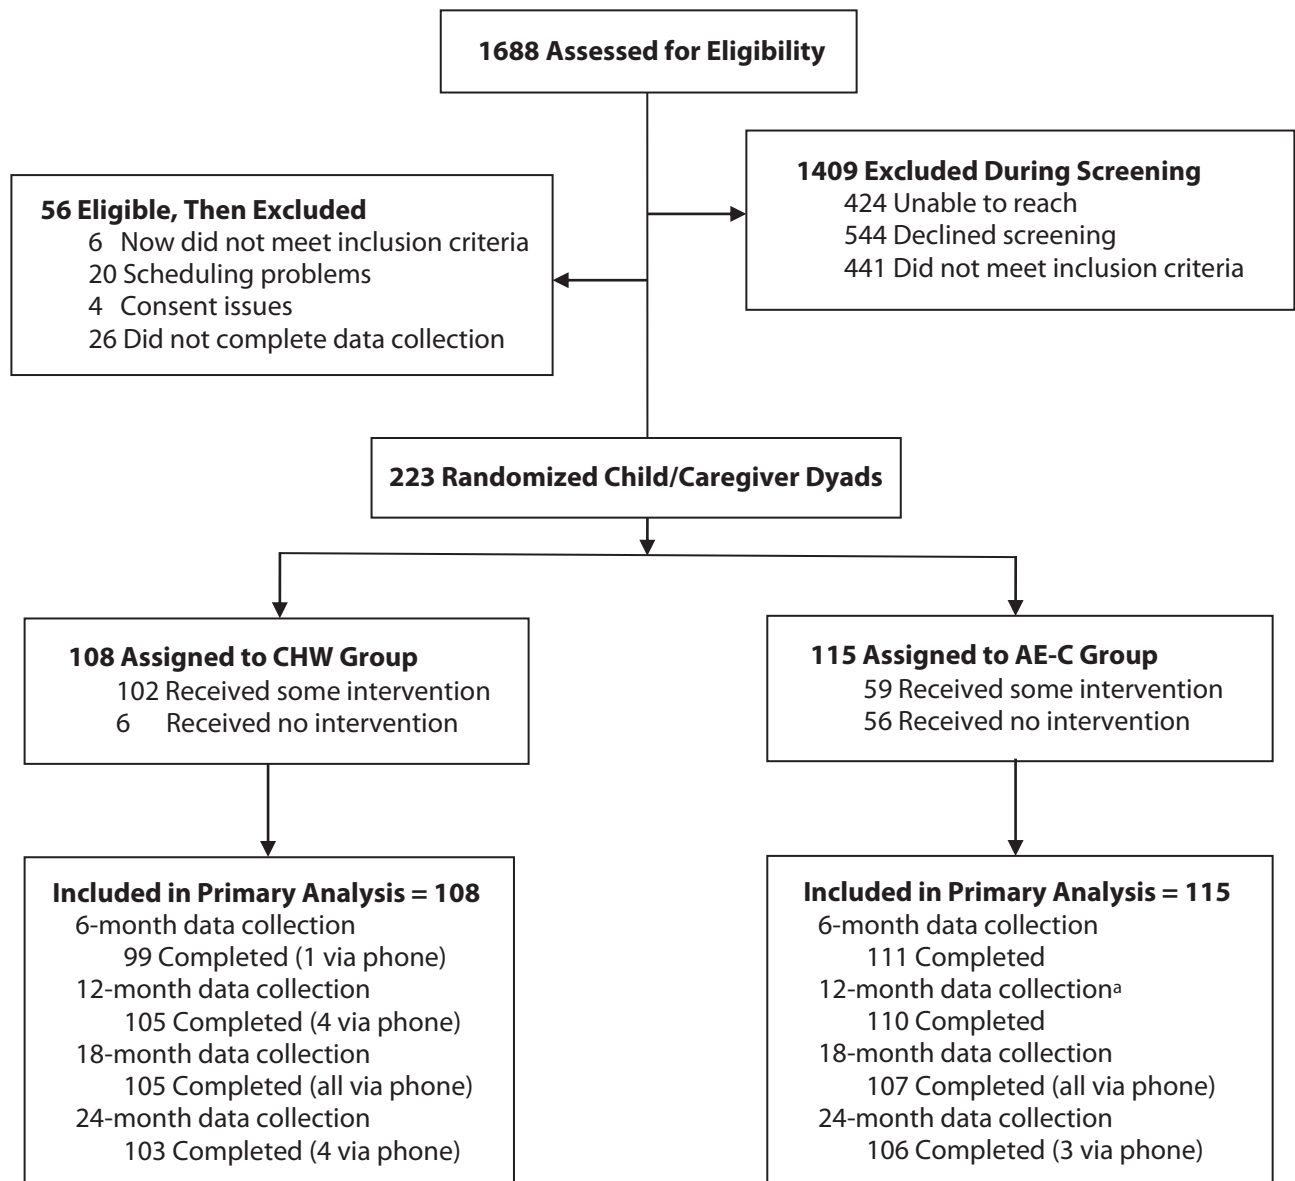 1688 Assessed for Eligibility
1409 Excluded During Screening
424 Unable to reach
544 Declined screening
441 Did not meet inclusion criteria
56 Eligible, Then Excluded
6 Now did not meet inclusion criteria
20 Scheduling problems
4 Consent issues
26 Did not complete data collection
223 Randomized Child/Caregiver Dyads
108 Assigned to CHW Group
102 Received some intervention
6 Received no intervention
115 Assigned to AE-C Group
59 Received some intervention
56 Received no intervention
Included in Primary Analysis = 108
6-month data collection
99 Completed (1 via phone)
12-month data collection
105 Completed (4 via phone)
18-month data collection
105 Completed (all via phone)
24-month data collection
103 Completed (4 via phone)
Included in Primary Analysis = 115
6-month data collection
111 Completed
12-month data collectionᵃ
110 Completed
18-month data collection
107 Completed (all via phone)
24-month data collection
106 Completed (3 via phone)